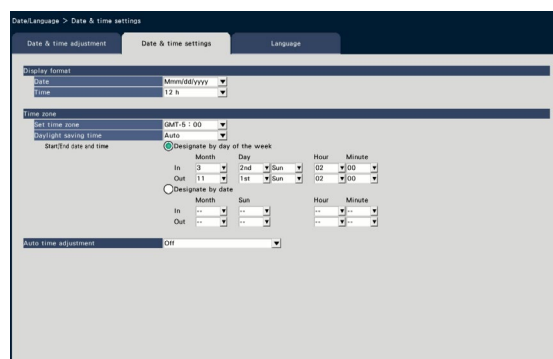 Date/Language > Date & time settings
Date & time adjustment Date & time settings Language
Display format
Date Mmm/dd/yyyy
Time 12 h
Time zone
Set time zone GMT-5：00
Daylight saving time Auto
Start/End date and time Designate by day of the week
Month Day Hour Minute
In 3 2nd Sun 02 00
Out 11 1st Sun 02 00
Designate by date
Month Sun Hour Minute
In -- -- -- --
Out -- -- -- --
Auto time adjustment Off